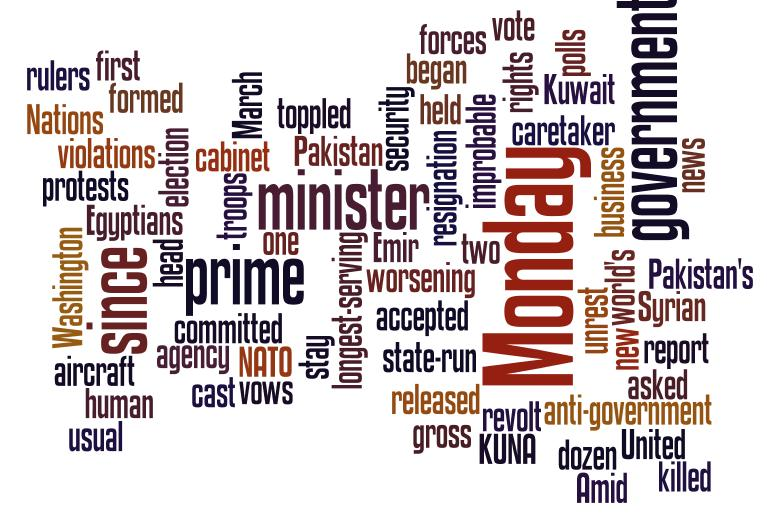 rulers
first
formed
Nations
violations
protests
Egyptians
election
March
cabinet
toppled
Pakistan
troops
minister
security
forces
vote
began
held
rights
polls
Kuwait
improbable
resignation
caretaker
government
news
business
Monday
Washington
since
head
one
prime
Emir
two
longest-serving
worsening
committed
accepted
agency
NATO
stay
state-run
aircraft
human
cast
vows
usual
released
gross
revolt
KUNA
anti-government
unrest
world's
new
Pakistan's
Syrian
report
asked
dozen
United
Amid
killed